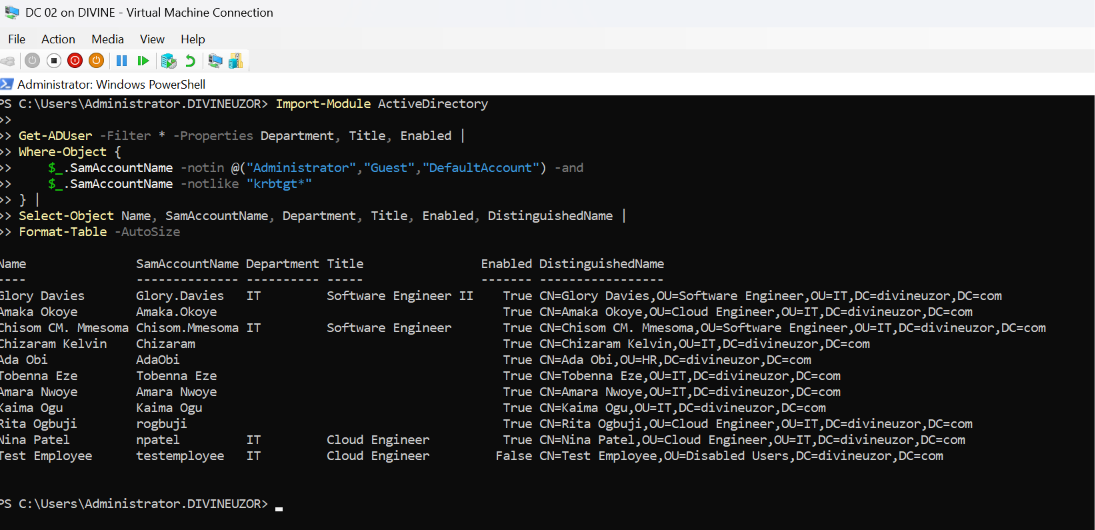 DC 02 on DIVINE - Virtual Machine Connection
File Action Media View Help
Administrator: Windows PowerShell
PS C:\Users\Administrator.DIVINEUZOR> Import-Module ActiveDirectory
>>
>> Get-ADUser -Filter * -Properties Department, Title, Enabled |
>> Where-Object {
>>     $_.SamAccountName -notin @("Administrator","Guest","DefaultAccount") -and
>>     $_.SamAccountName -notlike "krbtgt*"
>> } |
>> Select-Object Name, SamAccountName, Department, Title, Enabled, DistinguishedName |
>> Format-Table -AutoSize
Name SamAccountName Department Title Enabled DistinguishedName
---- -------------- ---------- ----- ------- -----------------
Glory Davies Glory.Davies IT Software Engineer II True CN=Glory Davies,OU=Software Engineer,OU=IT,DC=divineuzor,DC=com
Amaka Okoye Amaka.Okoye True CN=Amaka Okoye,OU=Cloud Engineer,OU=IT,DC=divineuzor,DC=com
Chisom CM. Mmesoma Chisom.Mmesoma IT Software Engineer True CN=Chisom CM. Mmesoma,OU=Software Engineer,OU=IT,DC=divineuzor,DC=com
Chizaram Kelvin Chizaram True CN=Chizaram Kelvin,OU=IT,DC=divineuzor,DC=com
Ada Obi AdaObi True CN=Ada Obi,OU=HR,DC=divineuzor,DC=com
Tobenna Eze Tobenna Eze True CN=Tobenna Eze,OU=IT,DC=divineuzor,DC=com
Amara Nwoye Amara Nwoye True CN=Amara Nwoye,OU=IT,DC=divineuzor,DC=com
Kaima Ogu Kaima Ogu True CN=Kaima Ogu,OU=IT,DC=divineuzor,DC=com
Rita Ogbuji rogbuji True CN=Rita Ogbuji,OU=Cloud Engineer,OU=IT,DC=divineuzor,DC=com
Nina Patel npatel IT Cloud Engineer True CN=Nina Patel,OU=Cloud Engineer,OU=IT,DC=divineuzor,DC=com
Test Employee testemployee IT Cloud Engineer False CN=Test Employee,OU=Disabled Users,DC=divineuzor,DC=com
PS C:\Users\Administrator.DIVINEUZOR>